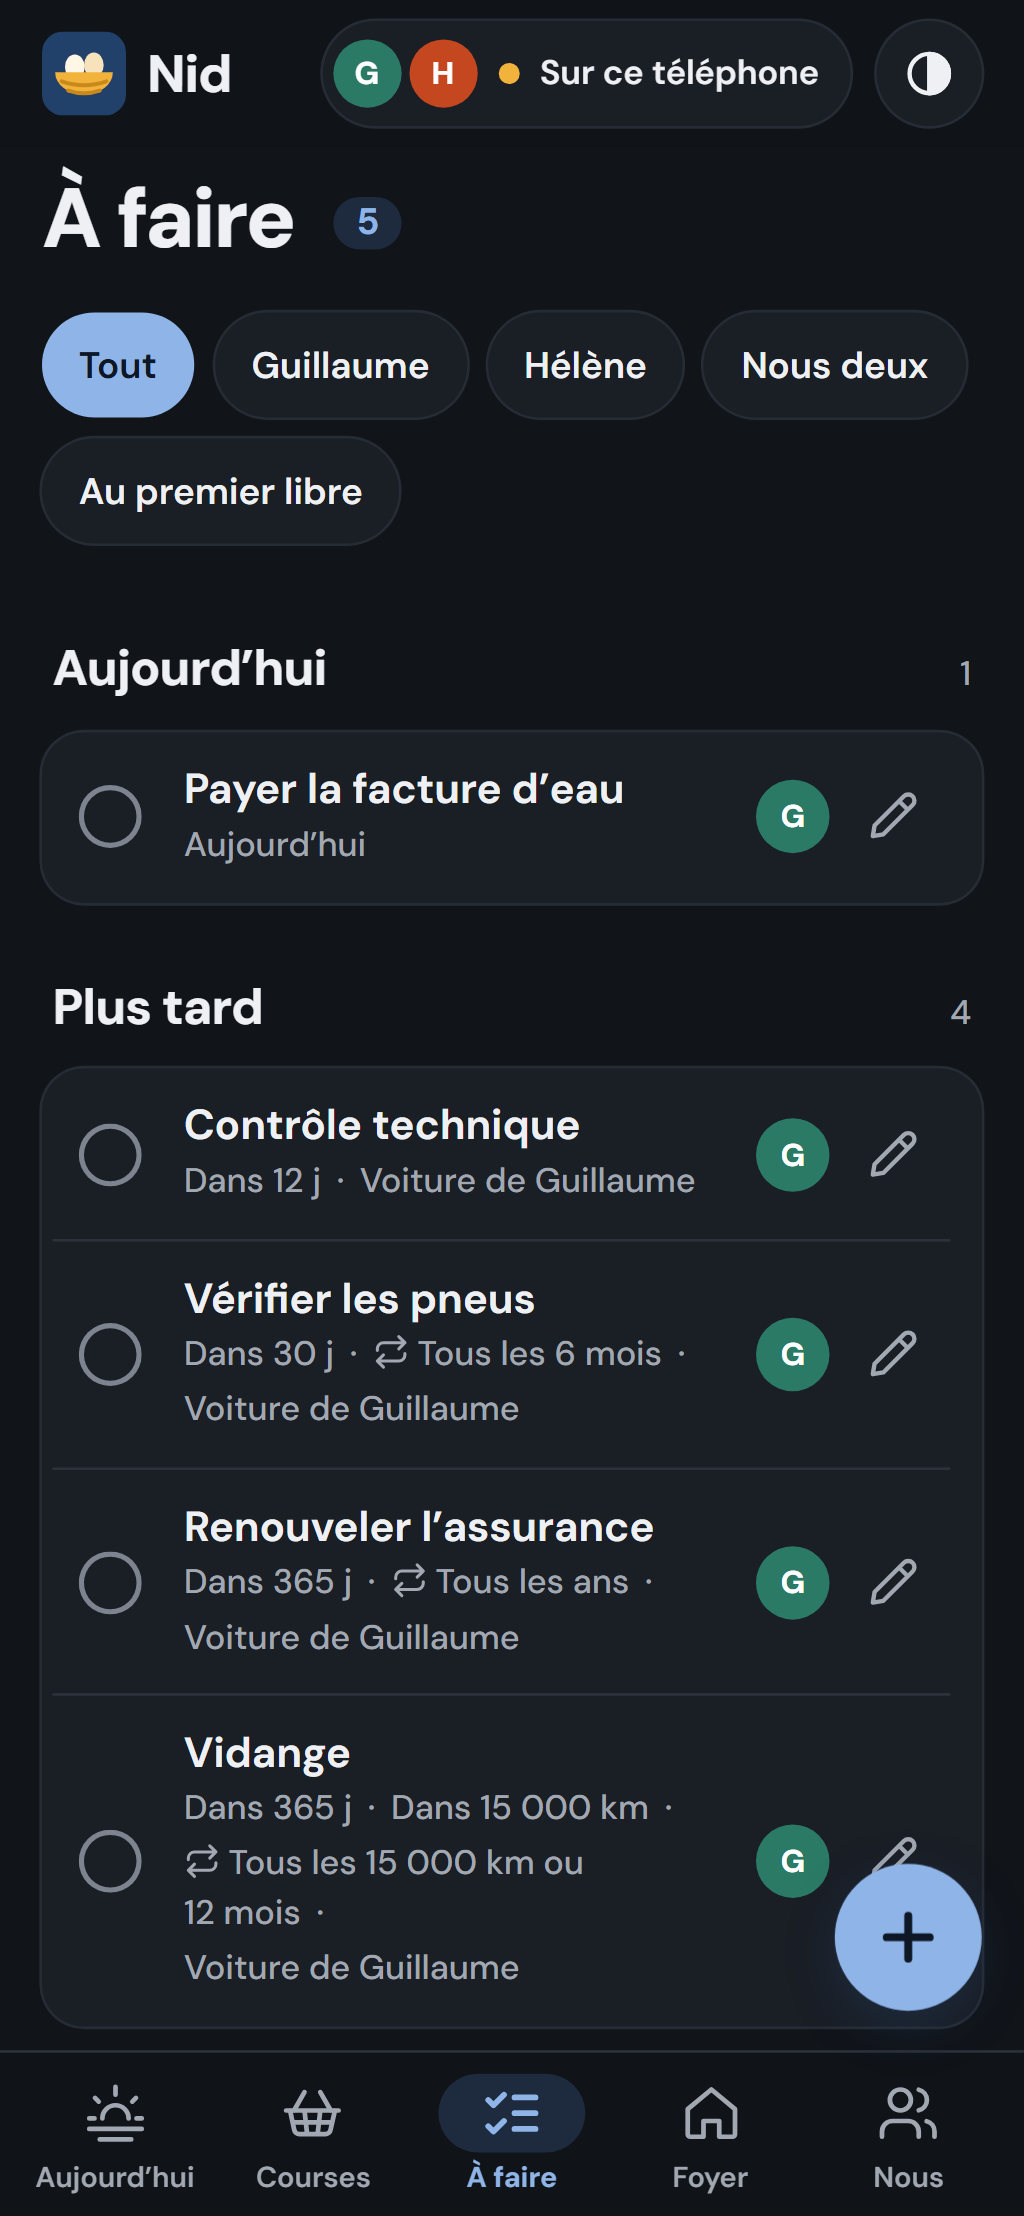 Nid
G H Sur ce téléphone
À faire 5
Tout Guillaume Hélène Nous deux
Au premier libre
Aujourd’hui 1
Payer la facture d’eau
Aujourd’hui
G
Plus tard 4
Contrôle technique
Dans 12 j · Voiture de Guillaume
G
Vérifier les pneus
Dans 30 j · Tous les 6 mois ·
Voiture de Guillaume
G
Renouveler l’assurance
Dans 365 j · Tous les ans ·
Voiture de Guillaume
G
Vidange
Dans 365 j · Dans 15 000 km ·
Tous les 15 000 km ou
12 mois ·
Voiture de Guillaume
G
Aujourd’hui Courses À faire Foyer Nous